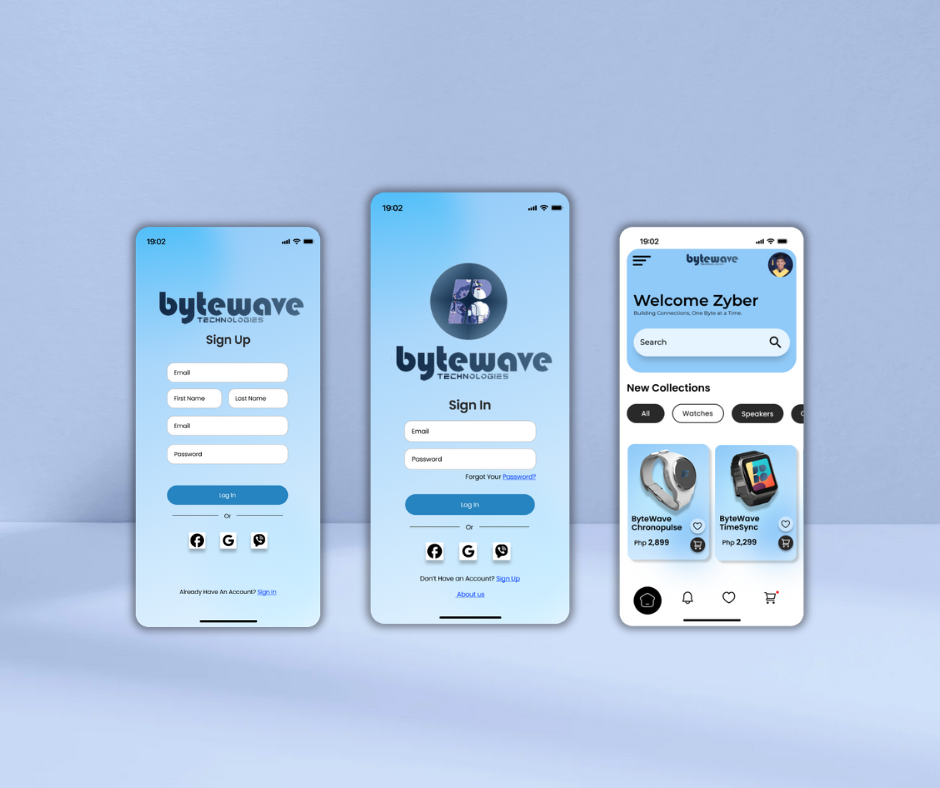 19:02
bytewave
TECHNOLOGIES
Sign Up
Email
First Name
Last Name
Email
Password
Log In
Or
Already Have An Account? Sign In
19:02
B
bytewave
TECHNOLOGIES
Sign In
Email
Password
Forgot Your Password?
Log In
Or
Don't Have an Account? Sign Up
About us
19:02
bytewave
TECHNOLOGIES
Welcome Zyber
Building Connections, One Byte at a Time.
Search
New Collections
All
Watches
Speakers
ByteWave
Chronopulse
Php 2,899
ByteWave
TimeSync
Php 2,299